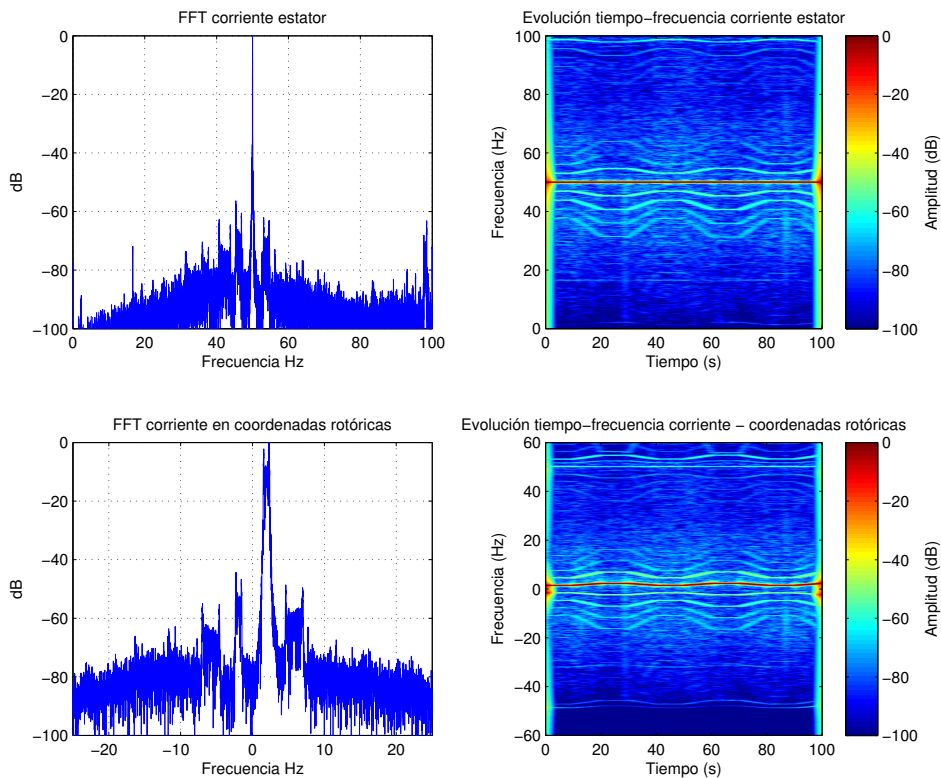 FFT corriente estator
0
−20
−40
−60
−80
−100
dB
0 20 40 60 80 100
Frecuencia Hz
Evolución tiempo−frecuencia corriente estator
100
80
60
40
20
0
Frecuencia (Hz)
0 20 40 60 80 100
Tiempo (s)
0
−20
−40
−60
−80
−100
Amplitud (dB)
FFT corriente en coordenadas rotóricas
0
−20
−40
−60
−80
−100
dB
−20 −10 0 10 20
Frecuencia Hz
Evolución tiempo−frecuencia corriente − coordenadas rotóricas
60
40
20
0
−20
−40
−60
Frecuencia (Hz)
0 20 40 60 80 100
Tiempo (s)
0
−20
−40
−60
−80
−100
Amplitud (dB)